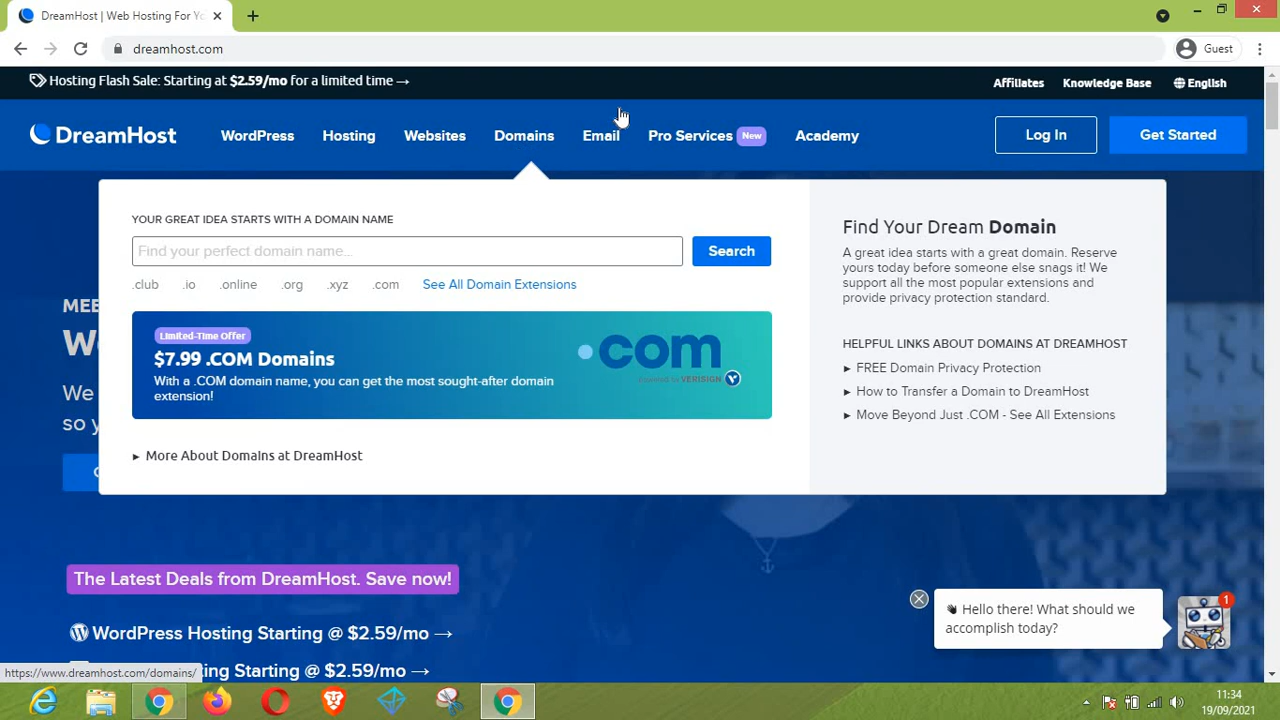 DreamHost | Web Hosting For Yo
dreamhost.com
Guest
Hosting Flash Sale: Starting at $2.59/mo for a limited time →
Affiliates Knowledge Base English
DreamHost WordPress Hosting Websites Domains Email Pro Services New Academy Log In Get Started
YOUR GREAT IDEA STARTS WITH A DOMAIN NAME
Find your perfect domain name... Search
.club .io .online .org .xyz .com See All Domain Extensions
Limited-Time Offer
$7.99 .COM Domains
With a .COM domain name, you can get the most sought-after domain
extension!
.com
powered by VERISIGN
► More About Domains at DreamHost
Find Your Dream Domain
A great idea starts with a great domain. Reserve
yours today before someone else snags it! We
support all the most popular extensions and
provide privacy protection standard.
HELPFUL LINKS ABOUT DOMAINS AT DREAMHOST
► FREE Domain Privacy Protection
► How to Transfer a Domain to DreamHost
► Move Beyond Just .COM - See All Extensions
MEE
We
so y
The Latest Deals from DreamHost. Save now!
WordPress Hosting Starting @ $2.59/mo →
ting Starting @ $2.59/mo →
Hello there! What should we
accomplish today?
1
https://www.dreamhost.com/domains/
11:34
19/09/2021